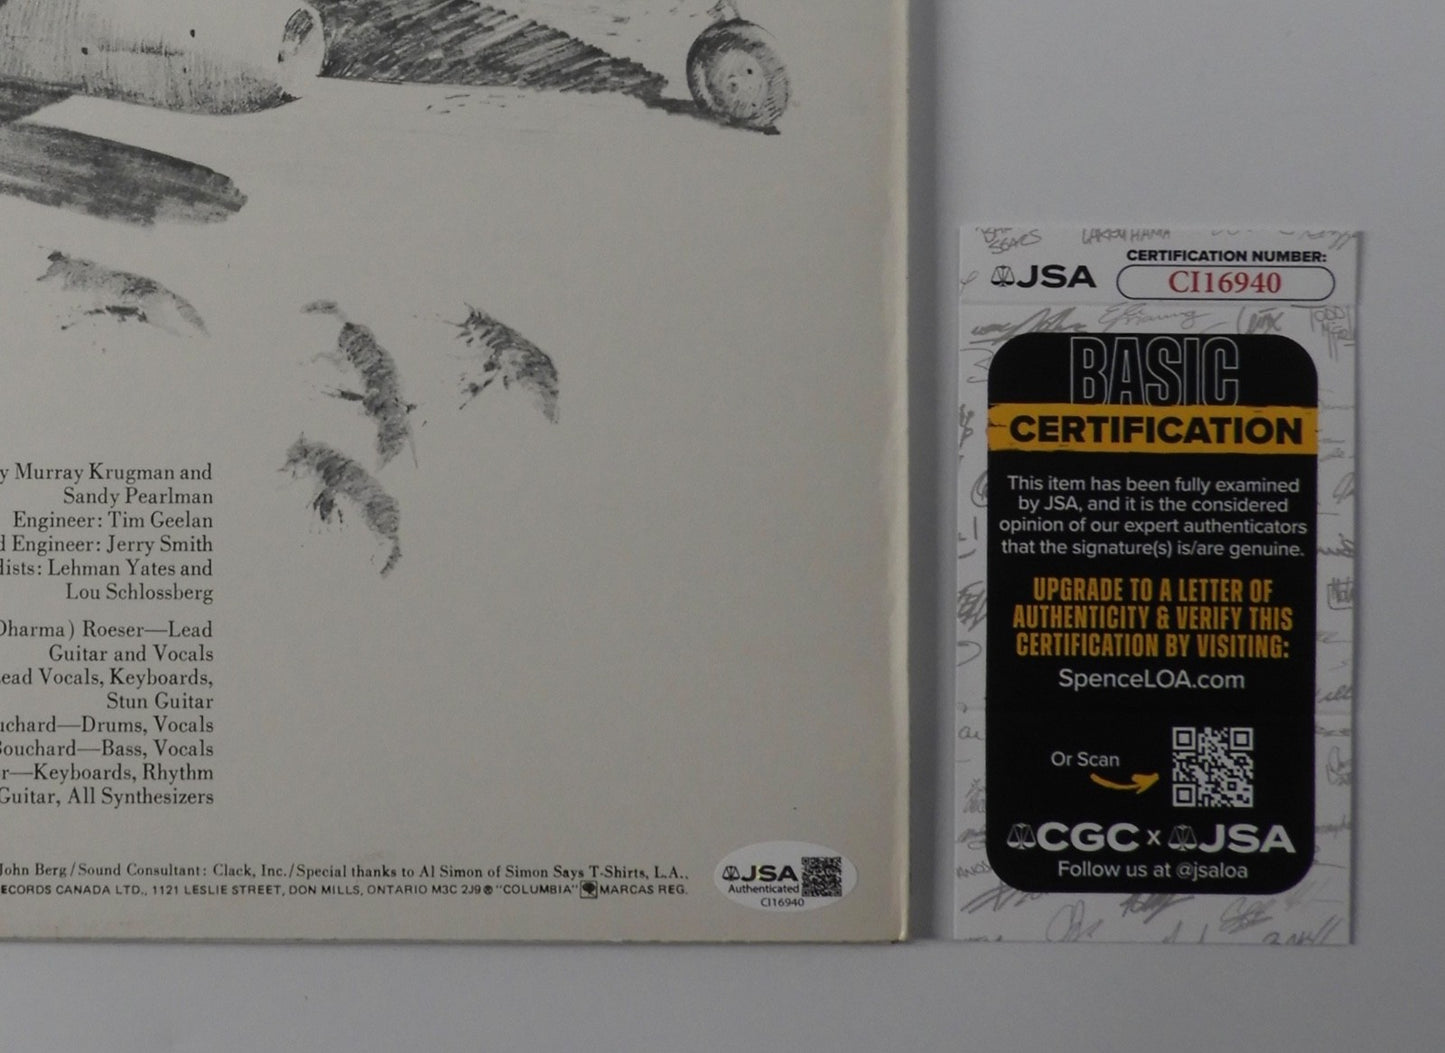 y Murray Krugman and
Sandy Pearlman
Engineer: Tim Geelan
d Engineer: Jerry Smith
lists: Lehman Yates and
Lou Schlossberg
Dharma) Roeser—Lead
Guitar and Vocals
ead Vocals, Keyboards,
Stun Guitar
uchard—Drums, Vocals
Bouchard—Bass, Vocals
r—Keyboards, Rhythm
Guitar, All Synthesizers
John Berg/Sound Consultant: Clack, Inc./Special thanks to Al Simon of Simon Says T-Shirts, L.A.,
ECORDS CANADA LTD., 1121 LESLIE STREET, DON MILLS, ONTARIO M3C 2J9 ® "COLUMBIA" MARCAS REG.
JSA
Authenticated
CI16940
JSA
CERTIFICATION NUMBER:
CI16940
BASIC
CERTIFICATION
This item has been fully examined
by JSA, and it is the considered
opinion of our expert authenticators
that the signature(s) is/are genuine.
UPGRADE TO A LETTER OF
AUTHENTICITY & VERIFY THIS
CERTIFICATION BY VISITING:
SpenceLOA.com
Or Scan
CGC x JSA
Follow us at @jsaloa